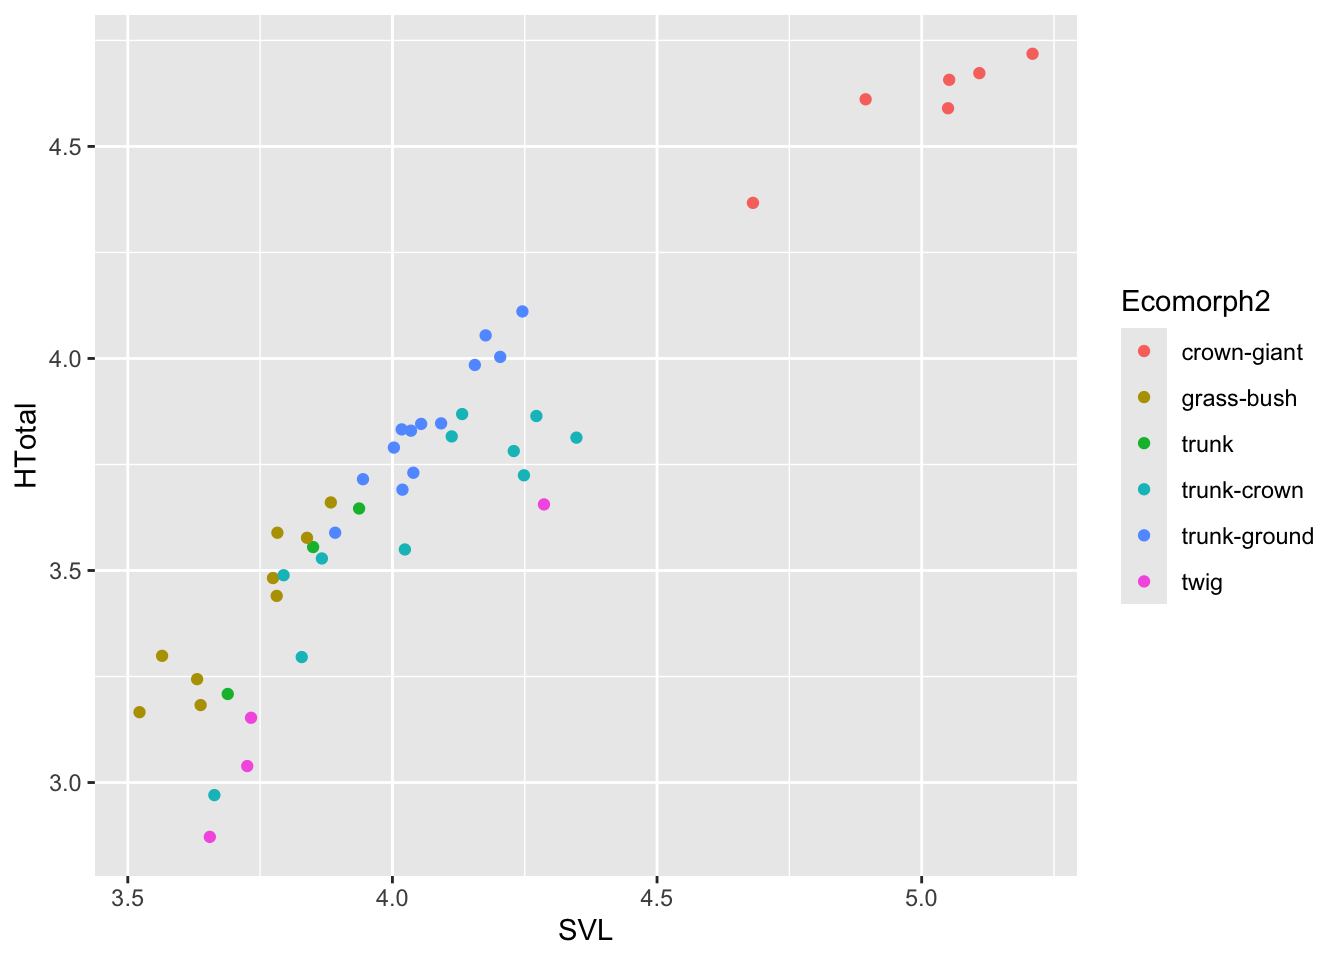 4.5
4.0
3.5
3.0
HTotal
3.5
4.0
4.5
5.0
SVL
Ecomorph2
crown-giant
grass-bush
trunk
trunk-crown
trunk-ground
twig